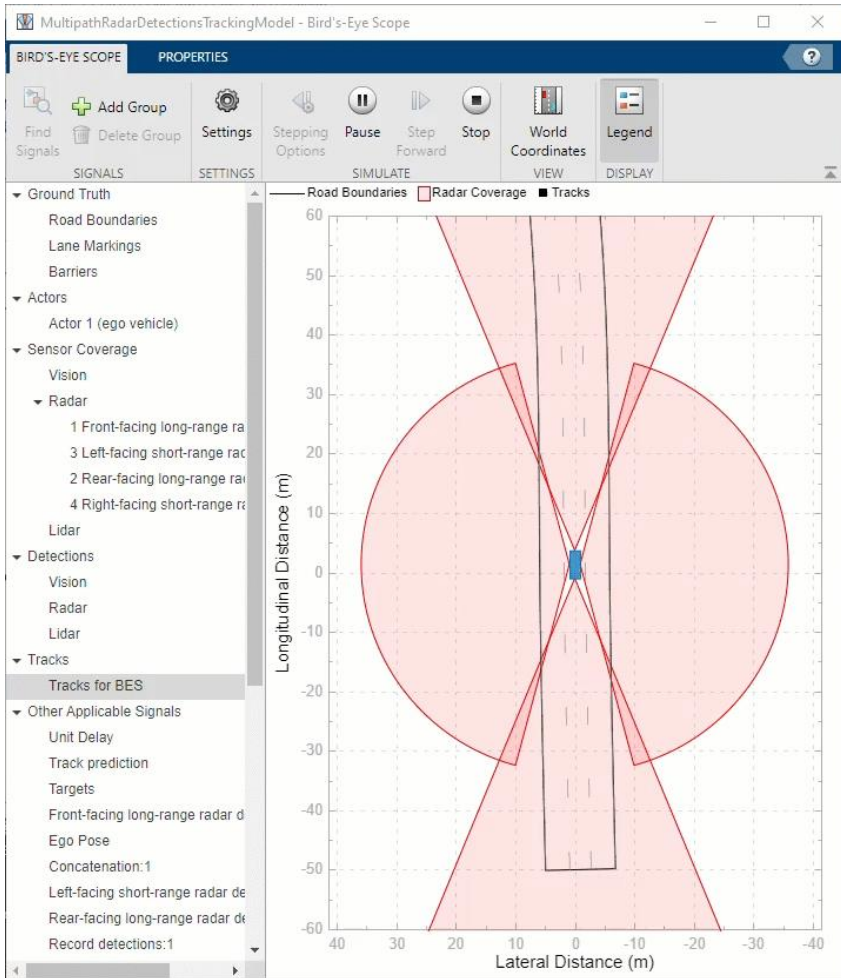 MultipathRadarDetectionsTrackingModel - Bird's-Eye Scope
BIRD'S-EYE SCOPE PROPERTIES ?
Find Signals
Add Group
Delete Group
SIGNALS
Settings
SETTINGS
Stepping Options
Pause
Step Forward
Stop
SIMULATE
World Coordinates
VIEW
Legend
DISPLAY
Ground Truth
Road Boundaries
Lane Markings
Barriers
Actors
Actor 1 (ego vehicle)
Sensor Coverage
Vision
Radar
1 Front-facing long-range ra
3 Left-facing short-range rac
2 Rear-facing long-range ra
4 Right-facing short-range ra
Lidar
Detections
Vision
Radar
Lidar
Tracks
Tracks for BES
Other Applicable Signals
Unit Delay
Track prediction
Targets
Front-facing long-range radar d
Ego Pose
Concatenation:1
Left-facing short-range radar de
Rear-facing long-range radar de
Record detections:1
Road Boundaries Radar Coverage Tracks
60
50
40
30
20
10
0
-10
-20
-30
-40
-50
-60
Longitudinal Distance (m)
40 30 20 10 0 -10 -20 -30 -40
Lateral Distance (m)